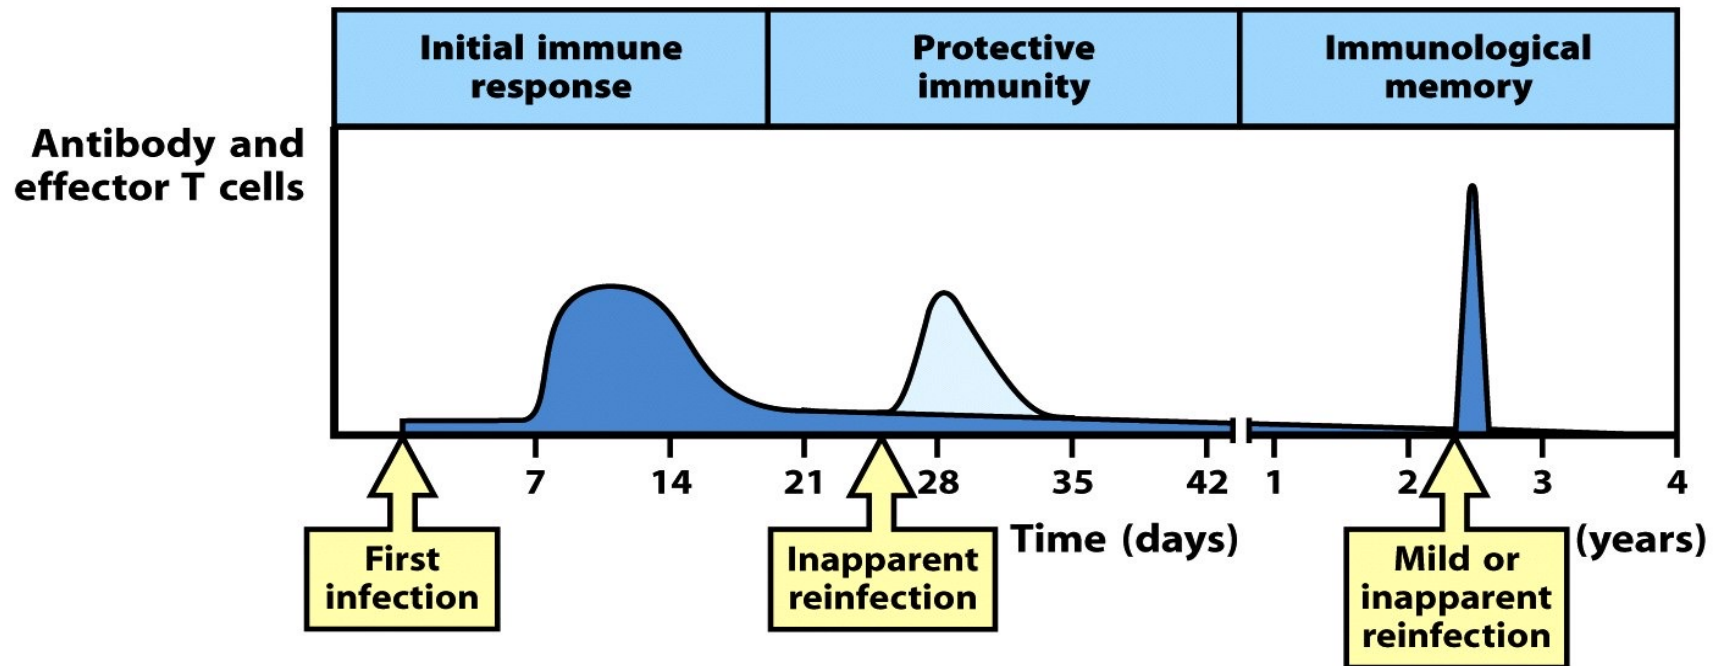 Initial immune
response
Protective
immunity
Immunological
memory
Antibody and
effector T cells
7 14 21 28 35 42 1 2 3 4
Time (days) (years)
First
infection
Inapparent
reinfection
Mild or
inapparent
reinfection